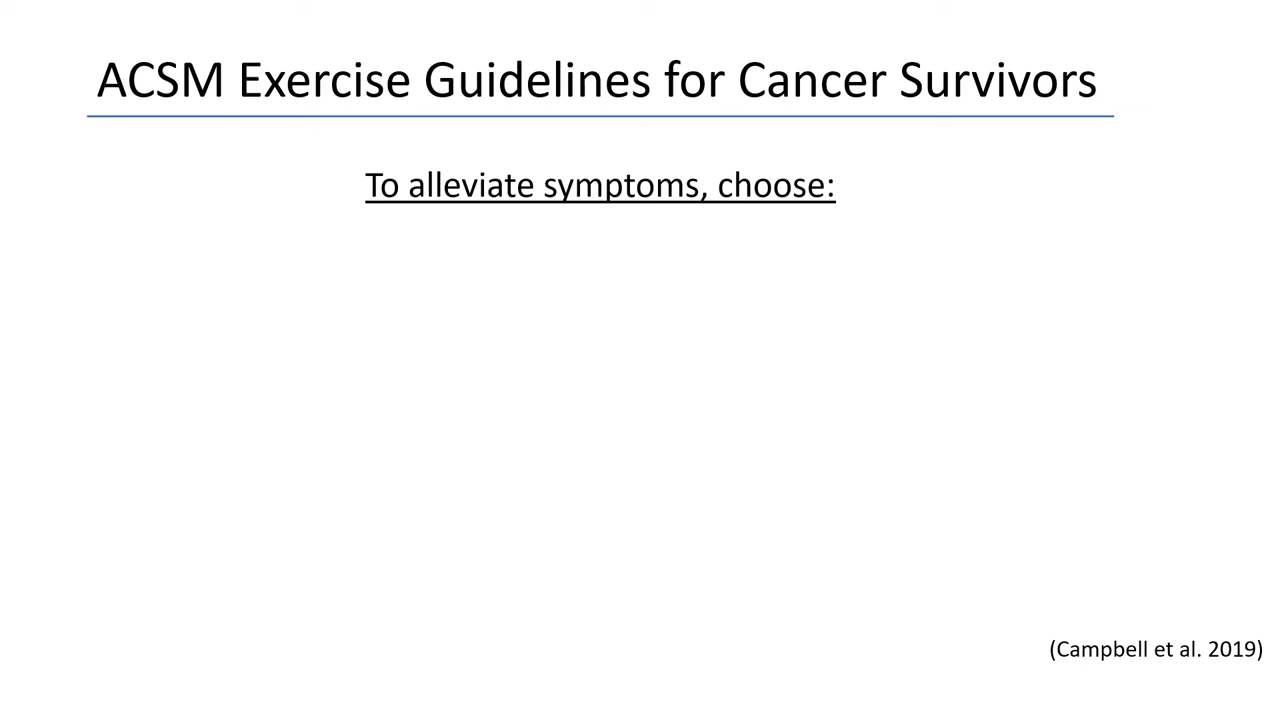 ACSM Exercise Guidelines for Cancer Survivors
To alleviate symptoms, choose:
(Campbell et al. 2019)